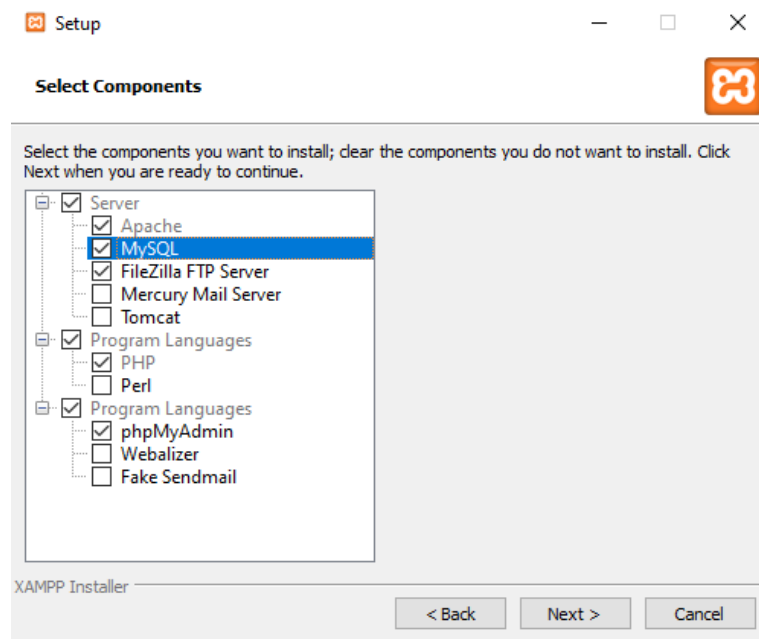 Setup
Select Components
Select the components you want to install; clear the components you do not want to install. Click
Next when you are ready to continue.
Server
Apache
MySQL
FileZilla FTP Server
Mercury Mail Server
Tomcat
Program Languages
PHP
Perl
Program Languages
phpMyAdmin
Webalizer
Fake Sendmail
XAMPP Installer
< Back Next > Cancel